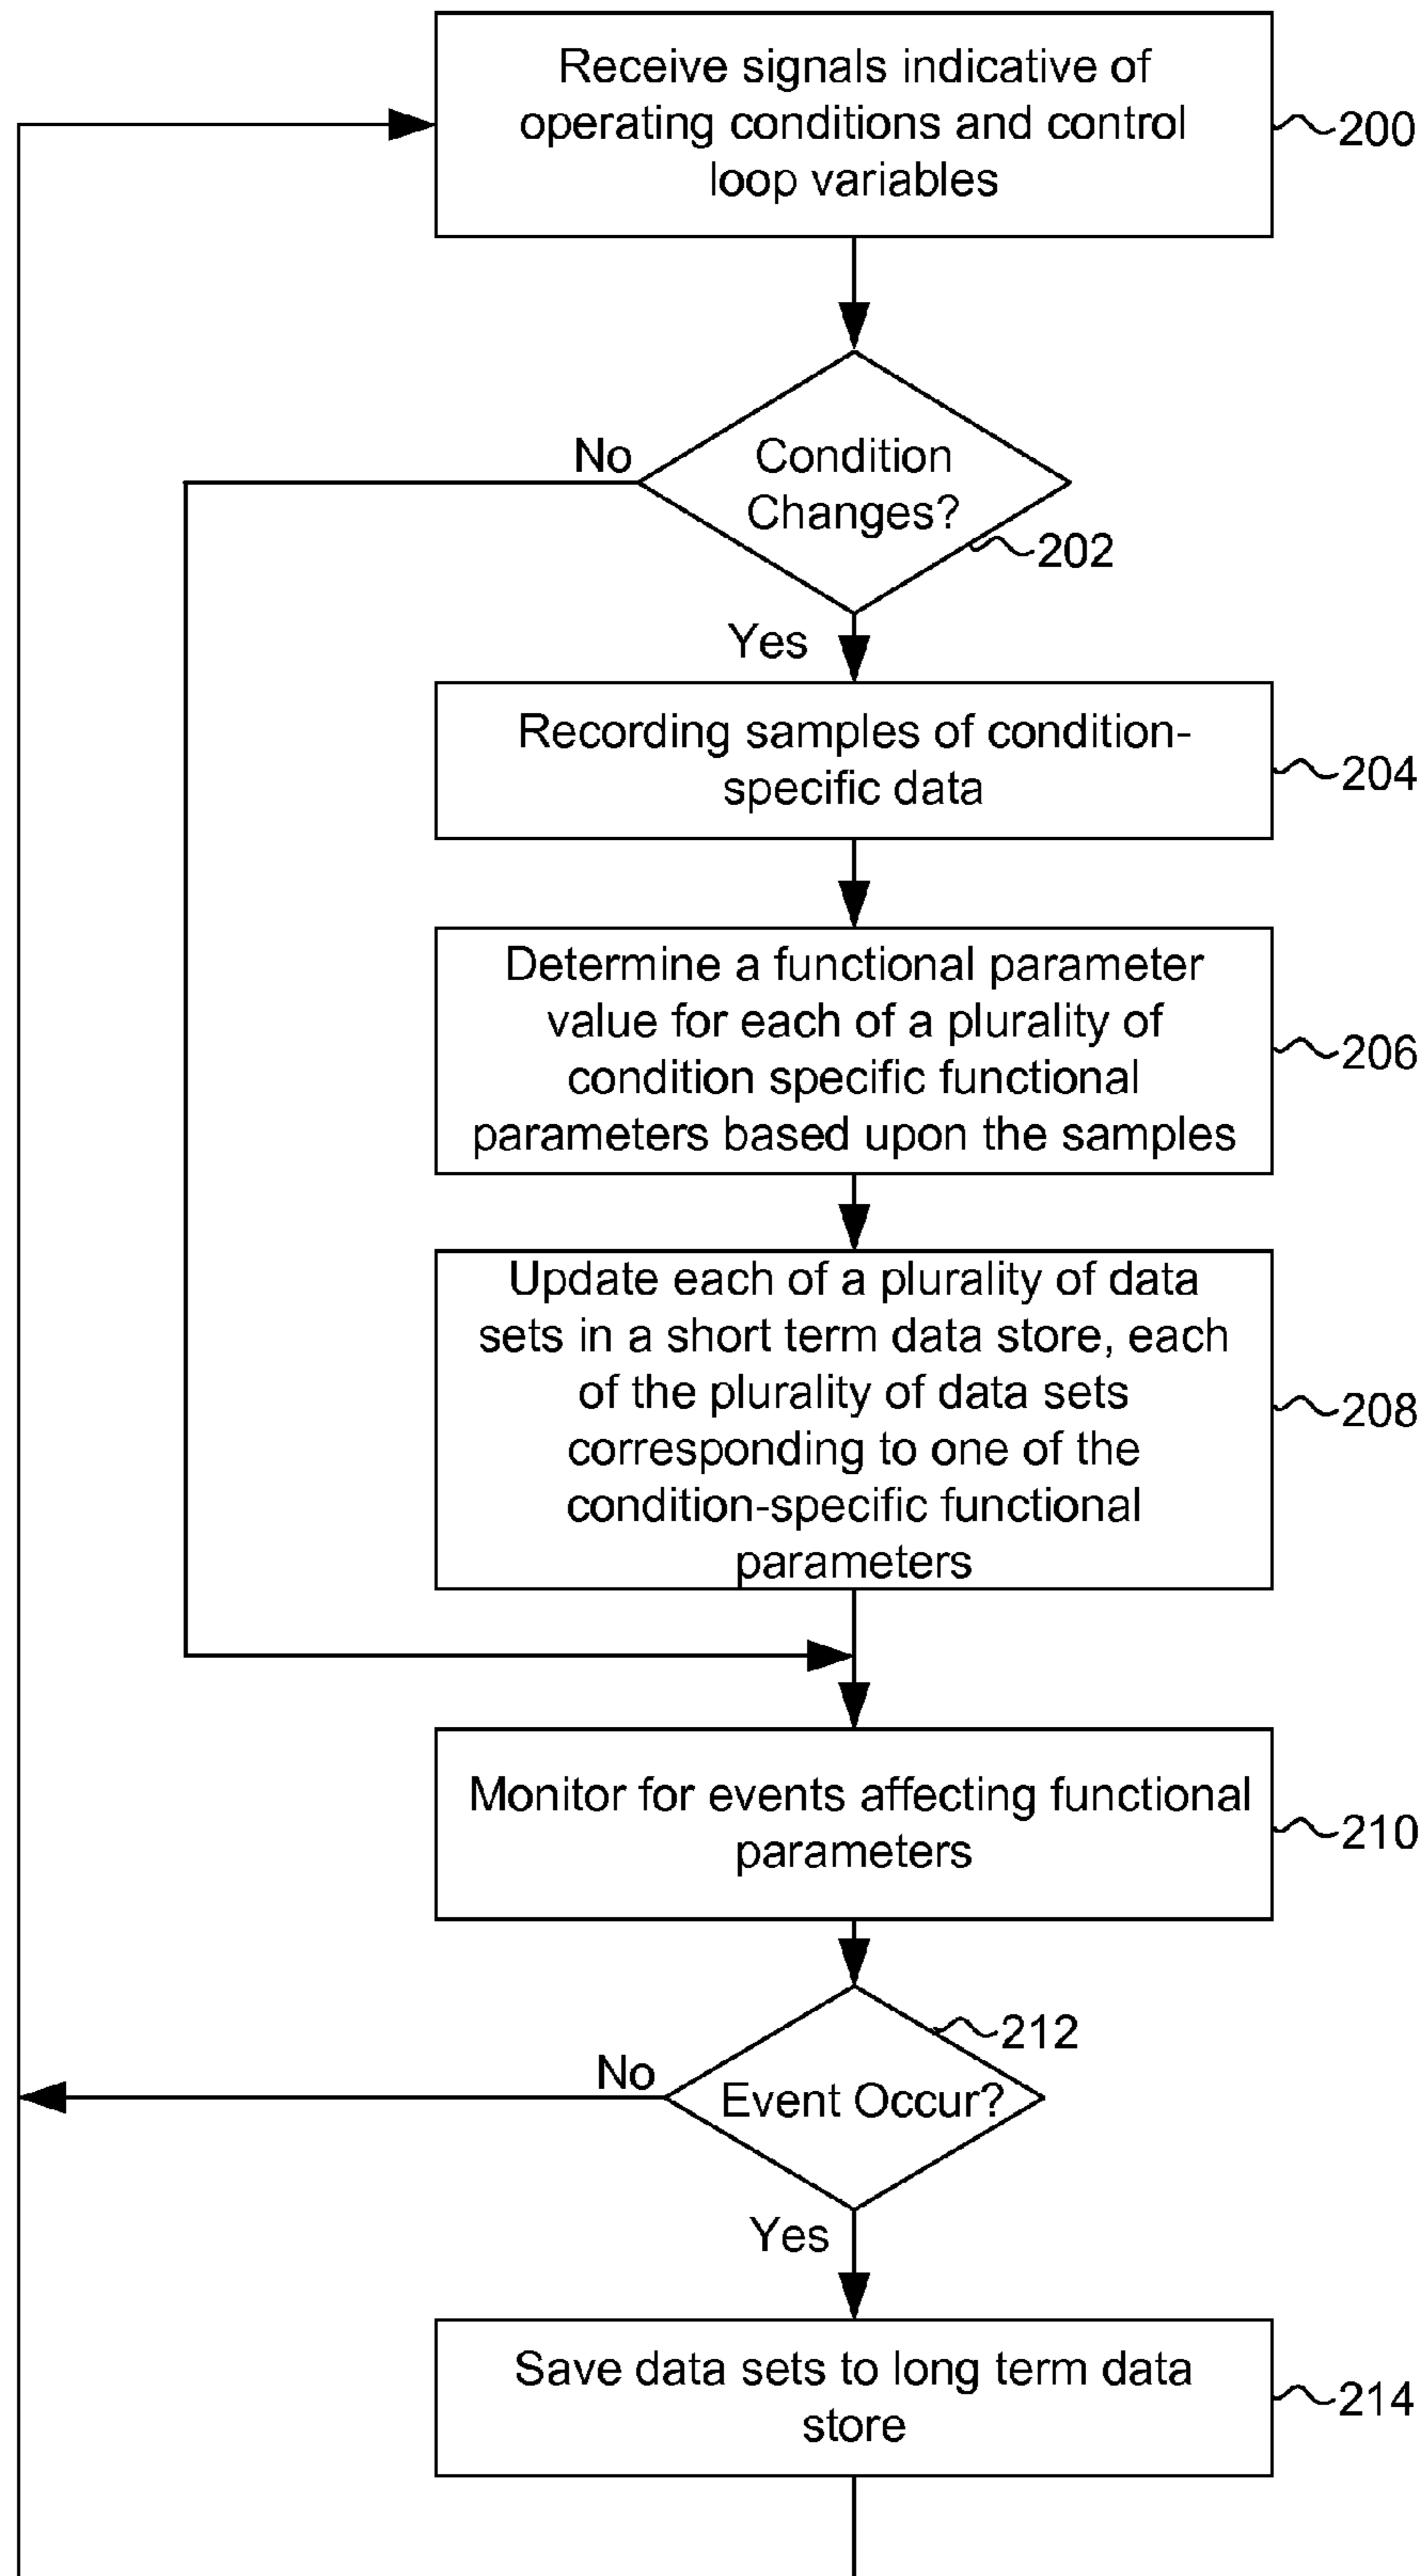 Receive signals indicative of
operating conditions and control
loop variables
200
No
Condition
Changes?
202
Yes
Recording samples of condition-
specific data
204
Determine a functional parameter
value for each of a plurality of
condition specific functional
parameters based upon the samples
206
Update each of a plurality of data
sets in a short term data store, each
of the plurality of data sets
corresponding to one of the
condition-specific functional
parameters
208
Monitor for events affecting functional
parameters
210
212
No
Event Occur?
Yes
Save data sets to long term data
store
214